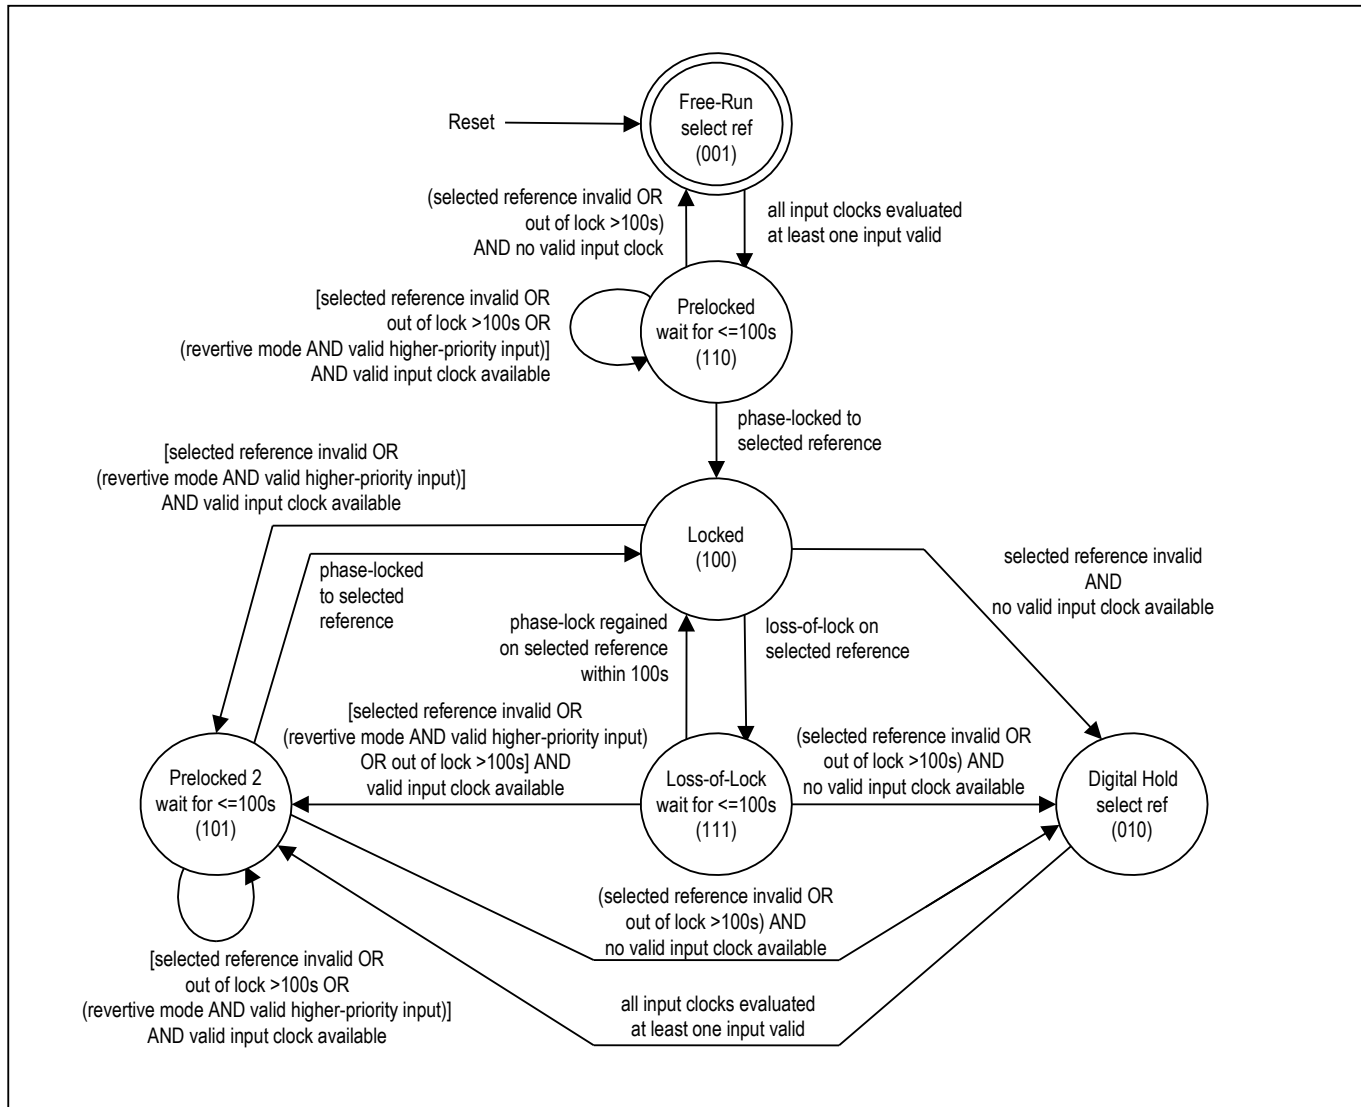 Free-Run
select ref
(001)
Reset
(selected reference invalid OR
out of lock >100s)
AND no valid input clock
all input clocks evaluated
at least one input valid
[selected reference invalid OR
out of lock >100s OR
(revertive mode AND valid higher-priority input)]
AND valid input clock available
Prelocked
wait for <=100s
(110)
phase-locked to
selected reference
[selected reference invalid OR
(revertive mode AND valid higher-priority input)]
AND valid input clock available
Locked
(100)
phase-locked
to selected
reference
selected reference invalid
AND
no valid input clock available
phase-lock regained
on selected reference
within 100s
loss-of-lock on
selected reference
[selected reference invalid OR
(revertive mode AND valid higher-priority input)
OR out of lock >100s] AND
valid input clock available
(selected reference invalid OR
out of lock >100s) AND
no valid input clock available
Prelocked 2
wait for <=100s
(101)
Loss-of-Lock
wait for <=100s
(111)
Digital Hold
select ref
(010)
(selected reference invalid OR
out of lock >100s) AND
no valid input clock available
[selected reference invalid OR
out of lock >100s OR
(revertive mode AND valid higher-priority input)]
AND valid input clock available
all input clocks evaluated
at least one input valid